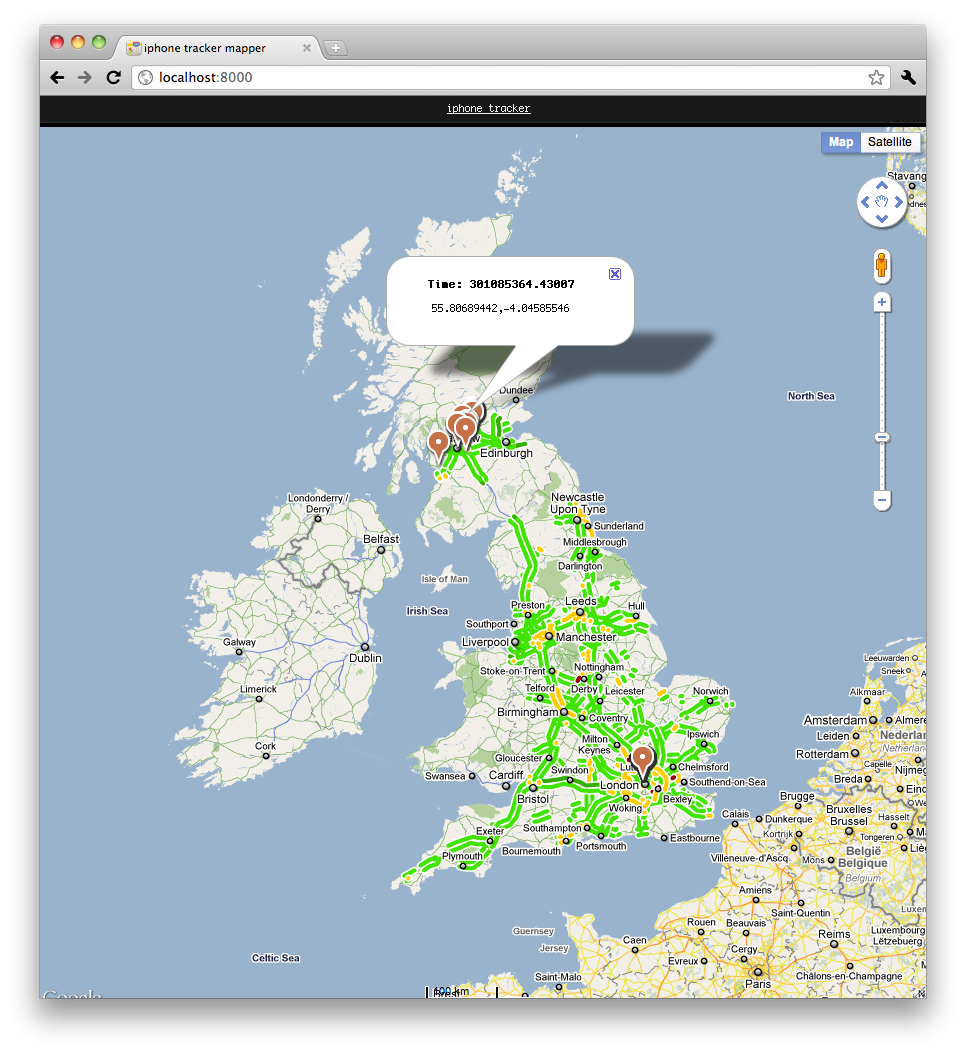 iphone tracker mapper
localhost:8000
iphone tracker
Map
Satellite
Stavang
Time: 301085364.43007
55.80689442,-4.04585546
Dundee
North Sea
Edinburgh
Newcastle
Upon Tyne
Londonderry /
Derry
Sunderland
Belfast
Middlesbrough
Darlington
Isle of Man
Irish Sea
Preston
Leeds
Hull
Southport
Liverpool
Manchester
Galway
Dublin
Stoke-on-Trent
Nottingham
Derby
Leeuwarden
Sneek
Limerick
Telford
Leicester
Norwich
Alkmaar
Birmingham
Coventry
Amsterdam
Almere
Cork
Milton
Keynes
Ipswich
Leiden
Nederland
Netherlands
Rotterdam
Gloucester
Capelle
Nijme
Swansea
Cardiff
Swindon
Lu
Chelmsford
Breda
London
Southend-on-Sea
Eind
Bristol
Bexley
Brugge
Woking
Calais
Dunkerque
Bruxelles
Brussel
Hasselt
Southampton
Exeter
Portsmouth
Eastbourne
Kortrijk
Tongeren
Bournemouth
Plymouth
Villeneuve-d'Ascq
Mons
België
Belgique
Belgium
Liè
Amiens
Saint-Quentin
Guernsey
Rouen
Beauvais
Luxem
Jersey
Caen
Reims
Luxembourg
Lëtzebuerg
Celtic Sea
Cergy
Evreux
Paris
Châlons-en-Champagne
Saint-Malo
Google
100 km
Brest